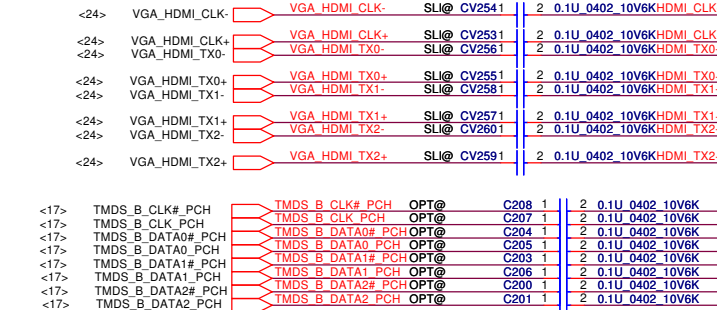 <24> VGA_HDMI_CLK- VGA_HDMI_CLK- SLI@ CV254 1 2 0.1U_0402_10V6K HDMI_CLK
<24> VGA_HDMI_CLK+ VGA_HDMI_CLK+ SLI@ CV253 1 2 0.1U_0402_10V6K HDMI_CLK
<24> VGA_HDMI_TX0- VGA_HDMI_TX0- SLI@ CV256 1 2 0.1U_0402_10V6K HDMI_TX0-
<24> VGA_HDMI_TX0+ VGA_HDMI_TX0+ SLI@ CV255 1 2 0.1U_0402_10V6K HDMI_TX0
<24> VGA_HDMI_TX1- VGA_HDMI_TX1- SLI@ CV258 1 2 0.1U_0402_10V6K HDMI_TX1-
<24> VGA_HDMI_TX1+ VGA_HDMI_TX1+ SLI@ CV257 1 2 0.1U_0402_10V6K HDMI_TX1
<24> VGA_HDMI_TX2- VGA_HDMI_TX2- SLI@ CV260 1 2 0.1U_0402_10V6K HDMI_TX2-
<24> VGA_HDMI_TX2+ VGA_HDMI_TX2+ SLI@ CV259 1 2 0.1U_0402_10V6K HDMI_TX2
<17> TMDS_B_CLK#_PCH TMDS_B_CLK#_PCH OPT@ C208 1 2 0.1U_0402_10V6K
<17> TMDS_B_CLK_PCH TMDS_B_CLK_PCH OPT@ C207 1 2 0.1U_0402_10V6K
<17> TMDS_B_DATA0#_PCH TMDS_B_DATA0#_PCH OPT@ C204 1 2 0.1U_0402_10V6K
<17> TMDS_B_DATA0_PCH TMDS_B_DATA0_PCH OPT@ C205 1 2 0.1U_0402_10V6K
<17> TMDS_B_DATA1#_PCH TMDS_B_DATA1#_PCH OPT@ C203 1 2 0.1U_0402_10V6K
<17> TMDS_B_DATA1_PCH TMDS_B_DATA1_PCH OPT@ C206 1 2 0.1U_0402_10V6K
<17> TMDS_B_DATA2#_PCH TMDS_B_DATA2#_PCH OPT@ C200 1 2 0.1U_0402_10V6K
<17> TMDS_B_DATA2_PCH TMDS_B_DATA2_PCH OPT@ C201 1 2 0.1U_0402_10V6K